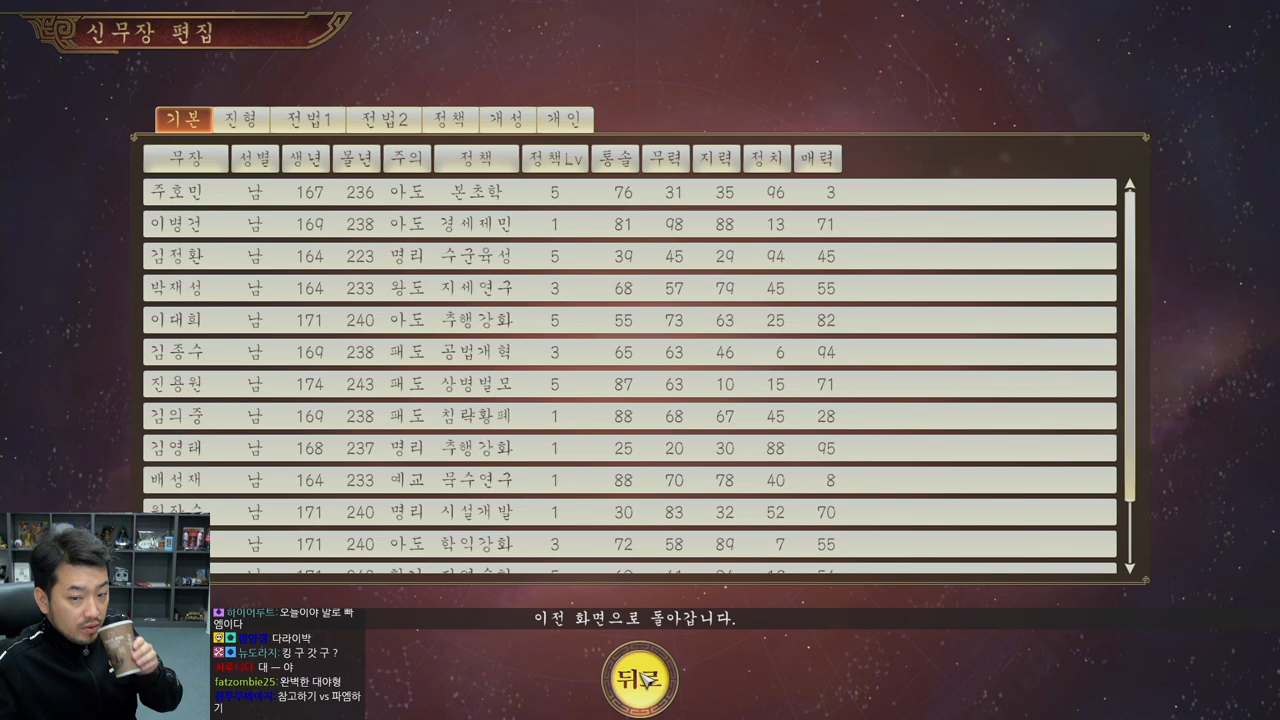 신무장 편집
기본 진형 전법1 전법2 정책 개성 개인
무장 성별 생년 몰년 주의 정책 정책Lv 통솔 무력 지력 정치 매력
주호민 남 167 236 아도 본초학 5 76 31 35 96 3
이병건 남 169 238 아도 경세제민 1 81 98 88 13 71
김정환 남 164 223 명리 수군육성 5 39 45 29 94 45
박재성 남 164 233 왕도 지세연구 3 68 57 79 45 55
이대희 남 171 240 아도 추행강화 5 55 73 63 25 82
김종수 남 169 238 패도 공법개혁 3 65 63 46 6 94
진용원 남 174 243 패도 상병벌모 5 87 63 10 15 71
김의중 남 169 238 패도 침략황폐 1 88 68 67 45 28
김영태 남 168 237 명리 추행강화 1 25 20 30 88 95
배성재 남 164 233 예교 묵수연구 1 88 70 78 40 8
남 171 240 명리 시설개발 1 30 83 32 52 70
남 171 240 아도 학익강화 3 72 58 89 7 55
이전 화면으로 돌아갑니다.
뒤로
하이어루트: 오늘이야 발로 빠
엠이다
다라이박
뉴도라지: 킹 구 갓 구 ?
대 ㅡ 야
fatzombie25: 완벽한 대야형
참고하기 vs 파엠하
기